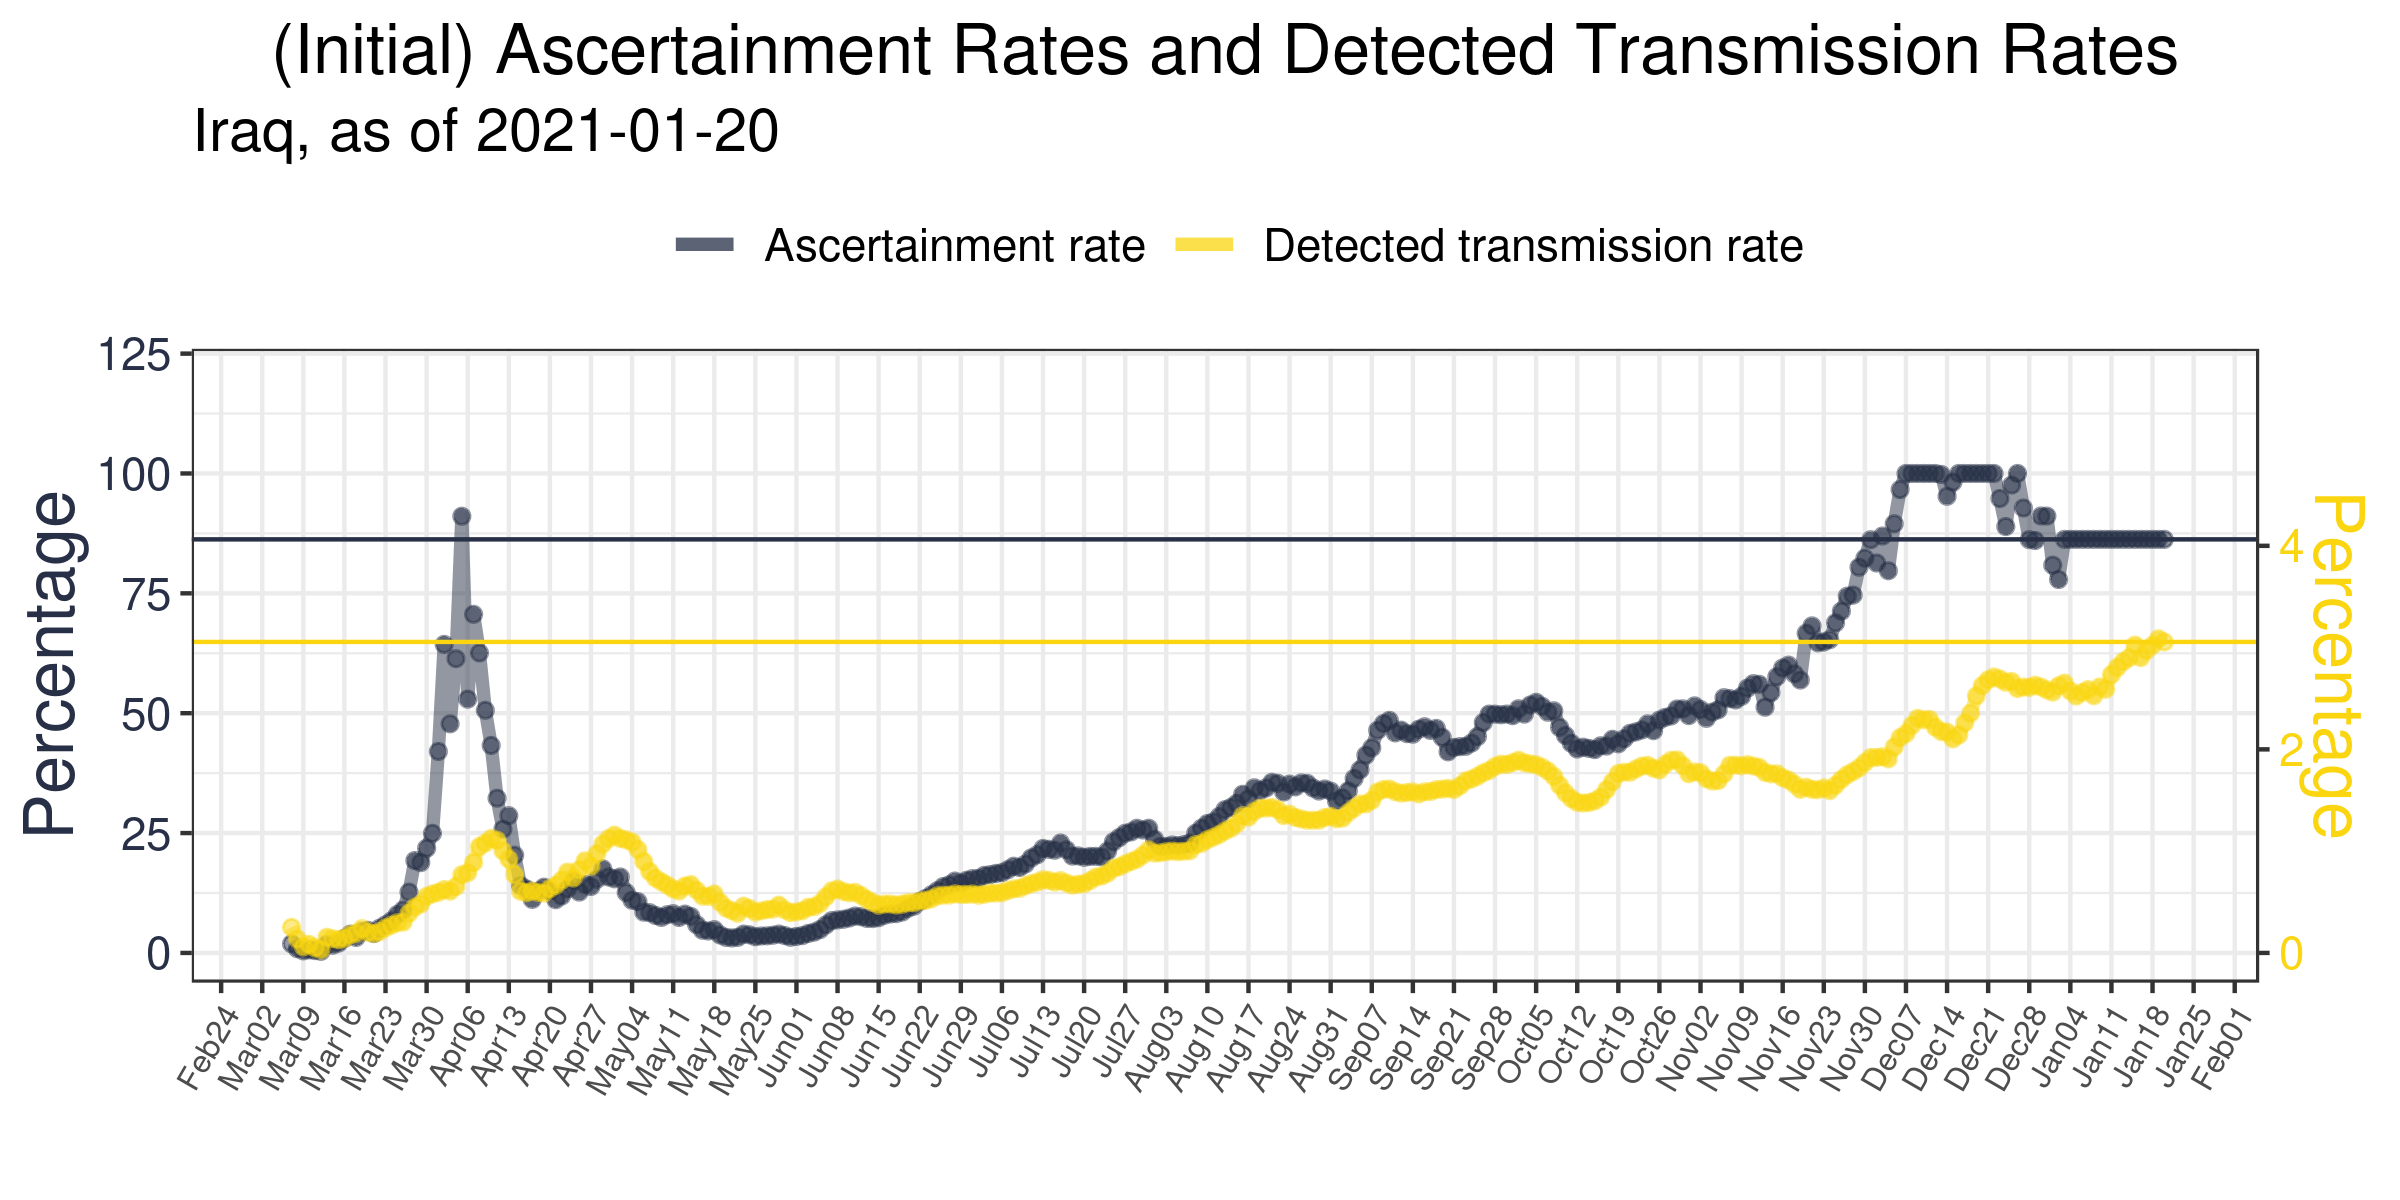 (Initial) Ascertainment Rates and Detected Transmission Rates
Iraq, as of 2021-01-20
Ascertainment rate
Detected transmission rate
125
100
75
50
25
0
Percentage
4
2
0
Percentage
Feb24
Mar02
Mar09
Mar16
Mar23
Mar30
Apr06
Apr13
Apr20
Apr27
May04
May11
May18
May25
Jun01
Jun08
Jun15
Jun22
Jun29
Jul06
Jul13
Jul20
Jul27
Aug03
Aug10
Aug17
Aug24
Aug31
Sep07
Sep14
Sep21
Sep28
Oct05
Oct12
Oct19
Oct26
Nov02
Nov09
Nov16
Nov23
Nov30
Dec07
Dec14
Dec21
Dec28
Jan04
Jan11
Jan18
Jan25
Feb01